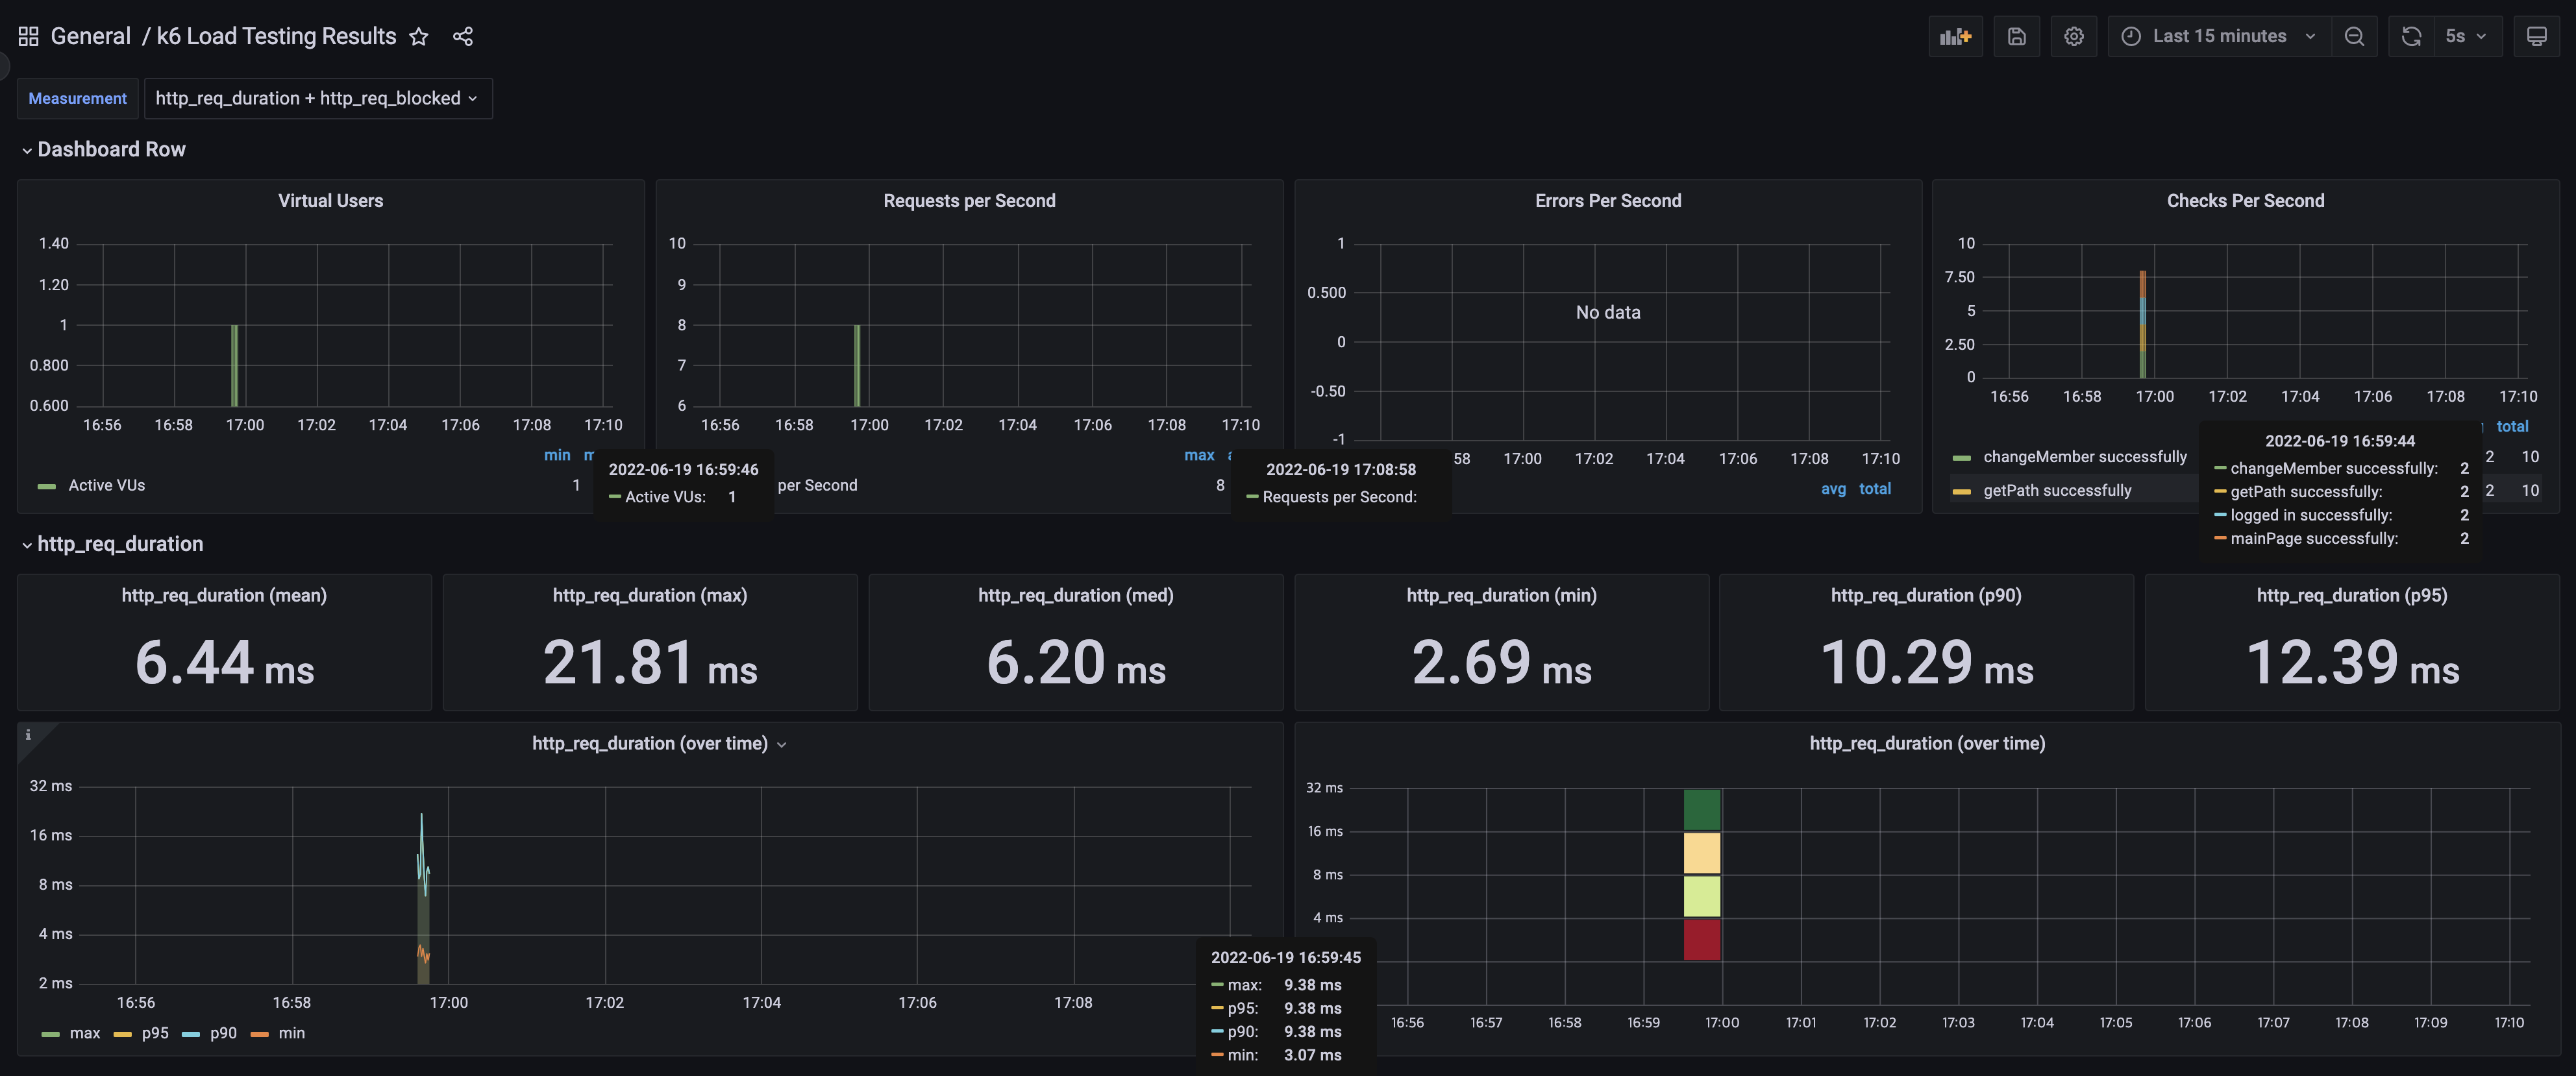 General / k6 Load Testing Results
Last 15 minutes
5s
Measurement
http_req_duration + http_req_blocked
Dashboard Row
Virtual Users
1.40
1.20
1
0.800
0.600
16:56 16:58 17:00 17:02 17:04 17:06 17:08 17:10
min
Active VUs 1
2022-06-19 16:59:46
Active VUs: 1
Requests per Second
10
9
8
7
6
16:56 16:58 17:00 17:02 17:04 17:06 17:08 17:10
max
per Second 8
2022-06-19 17:08:58
Requests per Second:
Errors Per Second
1
0.500
0
-0.50
-1
No data
58 17:00 17:02 17:04 17:06 17:08 17:10
avg total
Checks Per Second
10
7.50
5
2.50
0
16:56 16:58 17:00 17:02 17:04 17:06 17:08 17:10
total
changeMember successfully 2 10
getPath successfully 2 10
2022-06-19 16:59:44
changeMember successfully: 2
getPath successfully: 2
logged in successfully: 2
mainPage successfully: 2
http_req_duration
http_req_duration (mean)
6.44 ms
http_req_duration (max)
21.81 ms
http_req_duration (med)
6.20 ms
http_req_duration (min)
2.69 ms
http_req_duration (p90)
10.29 ms
http_req_duration (p95)
12.39 ms
i
http_req_duration (over time)
32 ms
16 ms
8 ms
4 ms
2 ms
16:56 16:58 17:00 17:02 17:04 17:06 17:08
max p95 p90 min
2022-06-19 16:59:45
max: 9.38 ms
p95: 9.38 ms
p90: 9.38 ms
min: 3.07 ms
http_req_duration (over time)
32 ms
16 ms
8 ms
4 ms
16:56 16:57 16:58 16:59 17:00 17:01 17:02 17:03 17:04 17:05 17:06 17:07 17:08 17:09 17:10